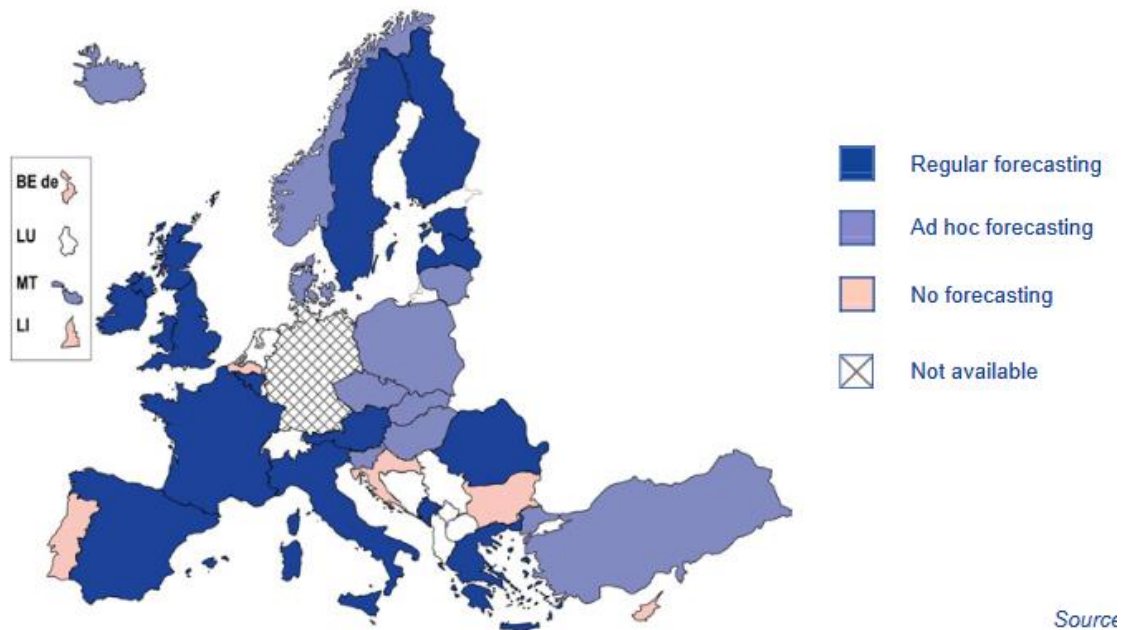 BE de
LU
MT
LI
Regular forecasting
Ad hoc forecasting
No forecasting
Not available
Source